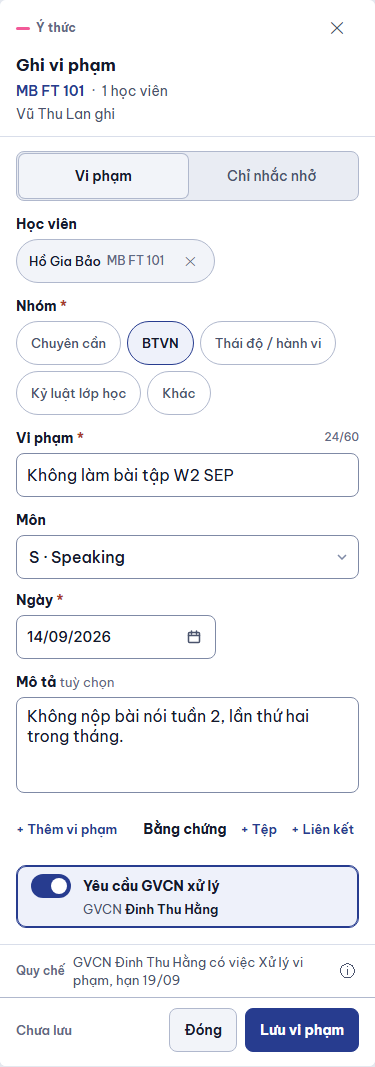 Ý thức
Ghi vi phạm
MB FT 101 · 1 học viên
Vũ Thu Lan ghi
Vi phạm
Chỉ nhắc nhở
Học viên
Hồ Gia Bảo MB FT 101
Nhóm *
Chuyên cần
BTVN
Thái độ / hành vi
Kỷ luật lớp học
Khác
Vi phạm *
24/60
Không làm bài tập W2 SEP
Môn
S · Speaking
Ngày *
14/09/2026
Mô tả tuỳ chọn
Không nộp bài nói tuần 2, lần thứ hai
trong tháng.
+ Thêm vi phạm
Bằng chứng
+ Tệp
+ Liên kết
Yêu cầu GVCN xử lý
GVCN Đinh Thu Hằng
Quy chế
GVCN Đinh Thu Hằng có việc Xử lý vi
phạm, hạn 19/09
Chưa lưu
Đóng
Lưu vi phạm